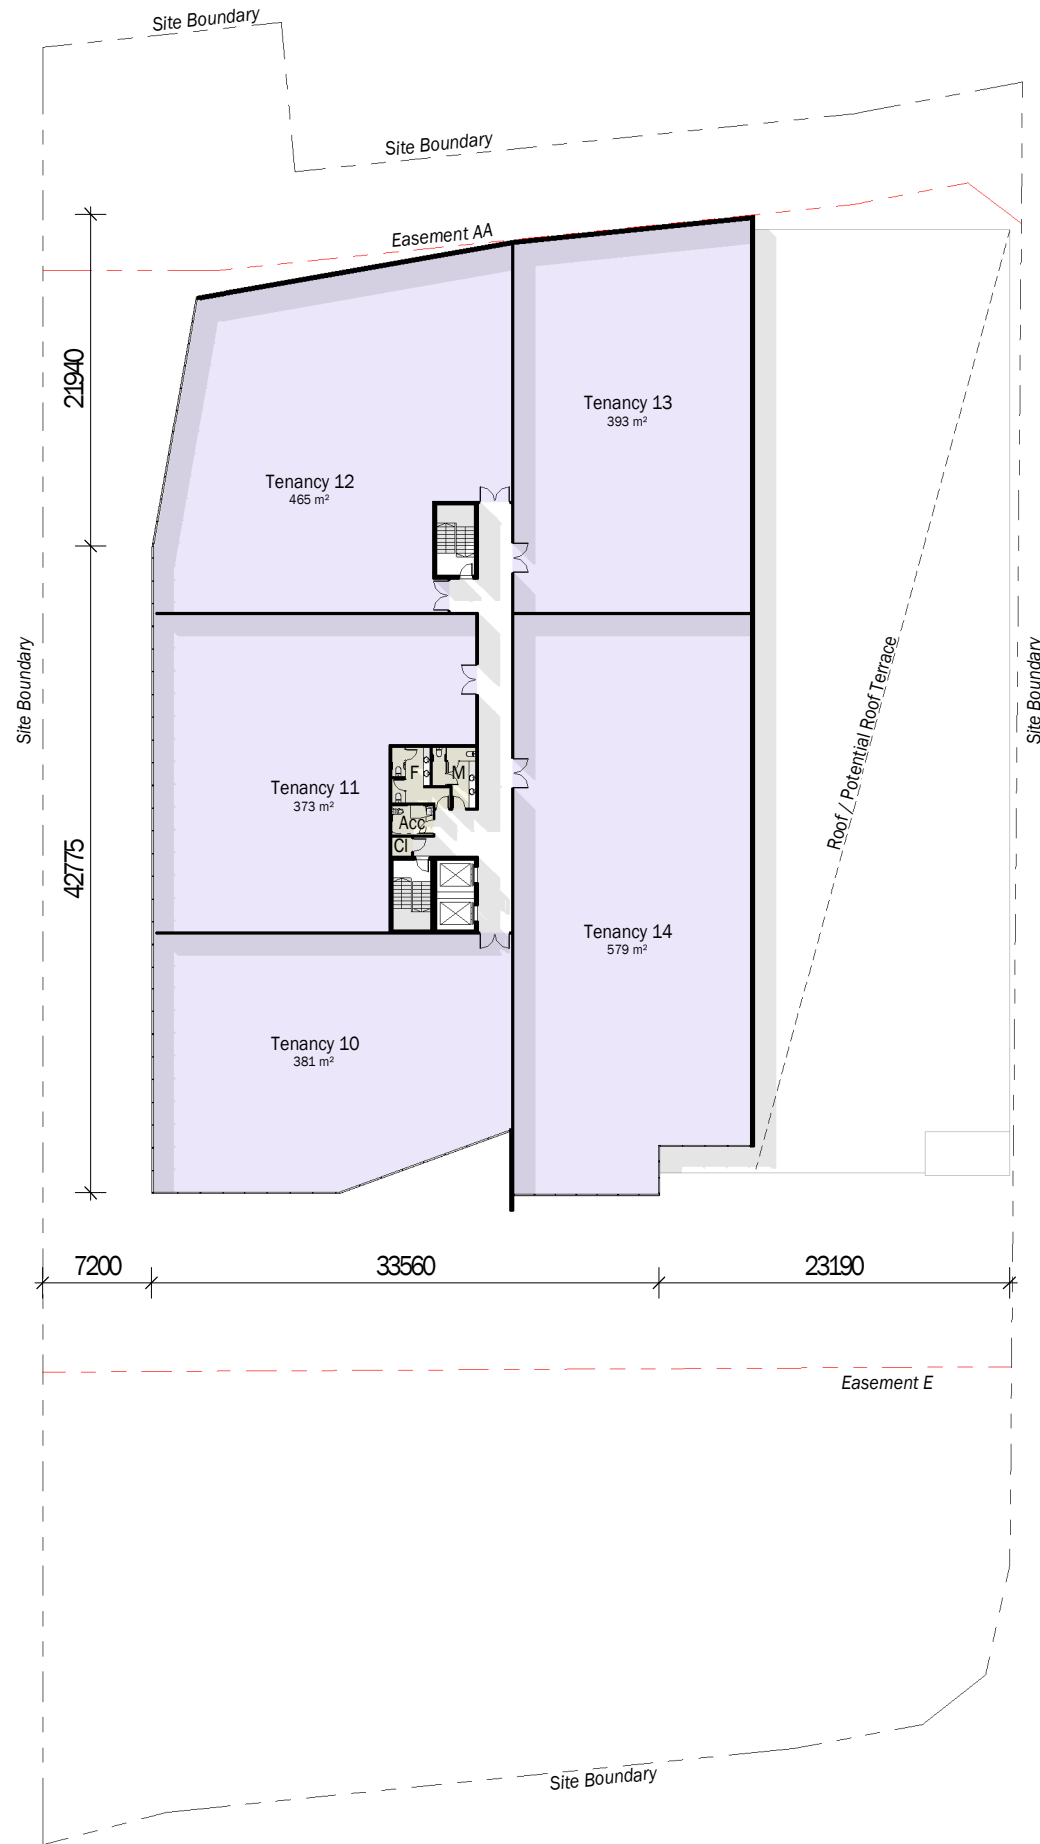 Site Boundary
Site Boundary
Easement AA
21940
Tenancy 13
393 m²
Tenancy 12
465 m²
Site Boundary
Site Boundary
Roof / Potential Roof Terrace
F
M
Tenancy 11
373 m²
Acc
Cl
42775
Tenancy 14
579 m²
Tenancy 10
381 m²
7200
33560
23190
Easement E
Site Boundary